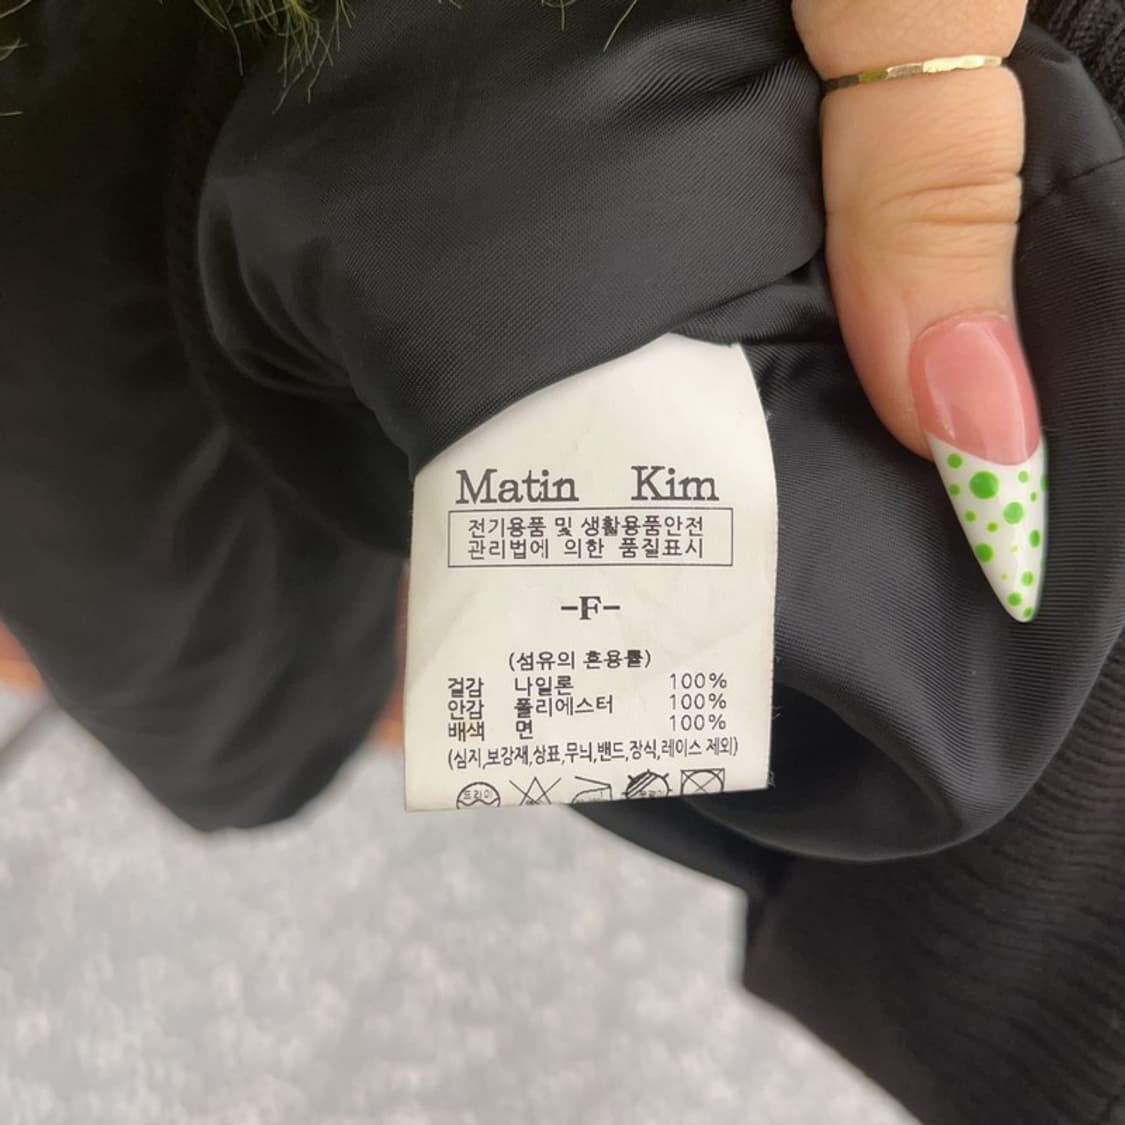 Matin Kim
전기용품 및 생활용품안전
관리법에 의한 품질표시
-F-
(섬유의 혼용률)
겉감 나일론 100%
안감 폴리에스터 100%
배색 면 100%
(심지,보강재,상표,무늬,밴드,장식,레이스 제외)
드라이